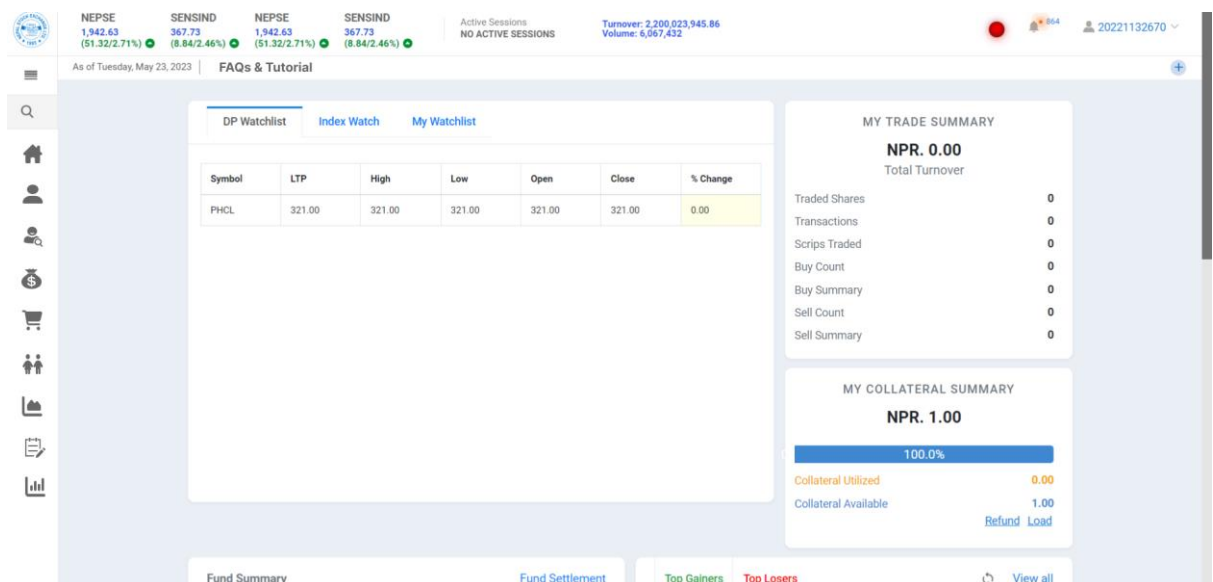 NEPSE SENSIND NEPSE SENSIND
1,942.63 367.73 1,942.63 367.73
(51.32/2.71%) (8.84/2.46%) (51.32/2.71%) (8.84/2.46%)
Active Sessions
NO ACTIVE SESSIONS
Turnover: 2,200,023,945.86
Volume: 6,067,432
864
20221132670
As of Tuesday, May 23, 2023 FAQs & Tutorial
DP Watchlist Index Watch My Watchlist
Symbol LTP High Low Open Close % Change
PHCL 321.00 321.00 321.00 321.00 321.00 0.00
MY TRADE SUMMARY
NPR. 0.00
Total Turnover
Traded Shares 0
Transactions 0
Scrips Traded 0
Buy Count 0
Buy Summary 0
Sell Count 0
Sell Summary 0
MY COLLATERAL SUMMARY
NPR. 1.00
100.0%
Collateral Utilized 0.00
Collateral Available 1.00
Refund Load
Fund Summary Fund Settlement
Top Gainers Top Losers View all